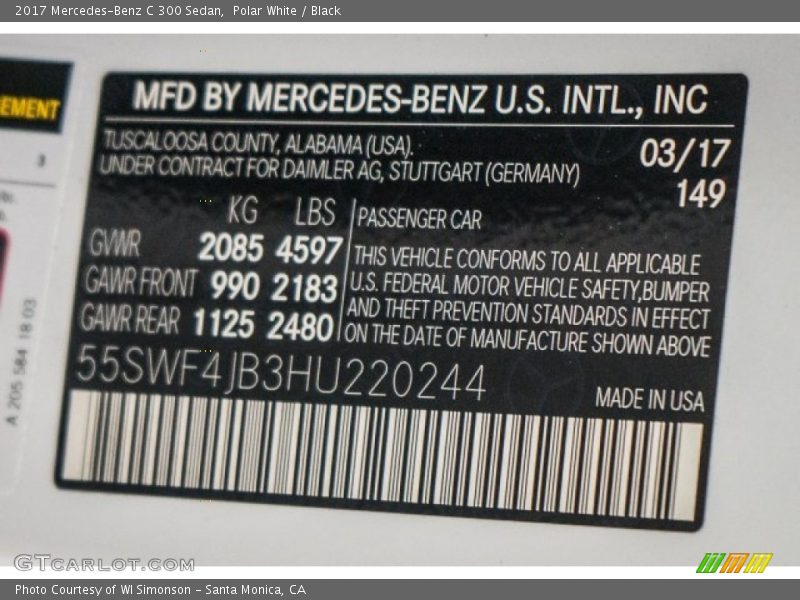 2017 Mercedes-Benz C 300 Sedan,  Polar White / Black
EMENT
3
A 205 584 18 03
MFD BY MERCEDES-BENZ U.S. INTL., INC
TUSCALOOSA COUNTY, ALABAMA (USA).
UNDER CONTRACT FOR DAIMLER AG, STUTTGART (GERMANY)
03/17
149
KG LBS
GVWR 2085 4597
GAWR FRONT 990 2183
GAWR REAR 1125 2480
PASSENGER CAR
THIS VEHICLE CONFORMS TO ALL APPLICABLE
U.S. FEDERAL MOTOR VEHICLE SAFETY,BUMPER
AND THEFT PREVENTION STANDARDS IN EFFECT
ON THE DATE OF MANUFACTURE SHOWN ABOVE
55SWF4JB3HU220244
MADE IN USA
GTCARLOT.COM
Photo Courtesy of WI Simonson - Santa Monica, CA